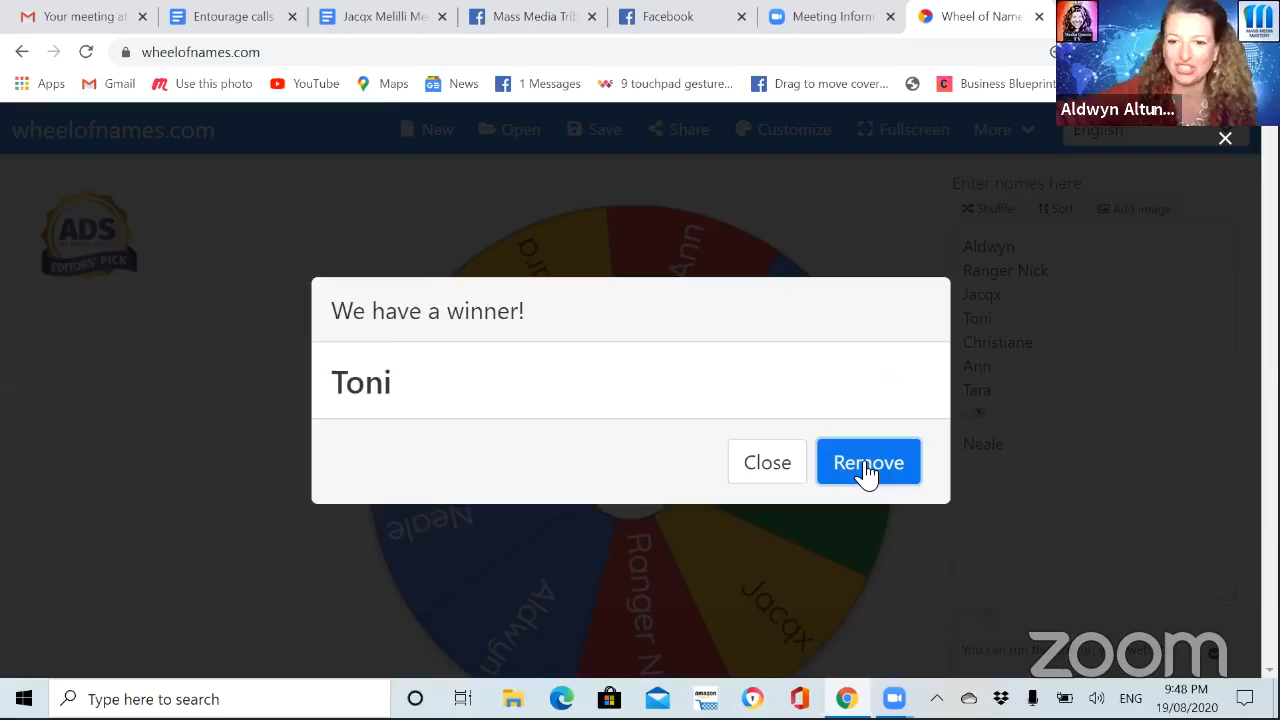 Your meeting at
Entourage calls
Mass Media Trib
Facebook
Meeting Inform
Wheel of Name
wheelofnames.com
Apps
Gmail
Use this photo
YouTube
Maps
News
1 Messages
9 touchpad gesture...
Drag to move cover...
Business Blueprint
Aldwyn Altun...
wheelofnames.com
New
Open
Save
Share
Customize
Fullscreen
More
English
Enter names here
Shuffle
Sort
Add image
ADS
EDITORS' PICK
Ann
Aldwyn
Ranger Nick
Jacqx
Toni
Christiane
Ann
Tara
Neale
We have a winner!
Toni
Close
Remove
Neale
Aldwyn
Ranger N
Jacqx
zoom
Type here to search
amazon
ENG
9:48 PM
19/08/2020